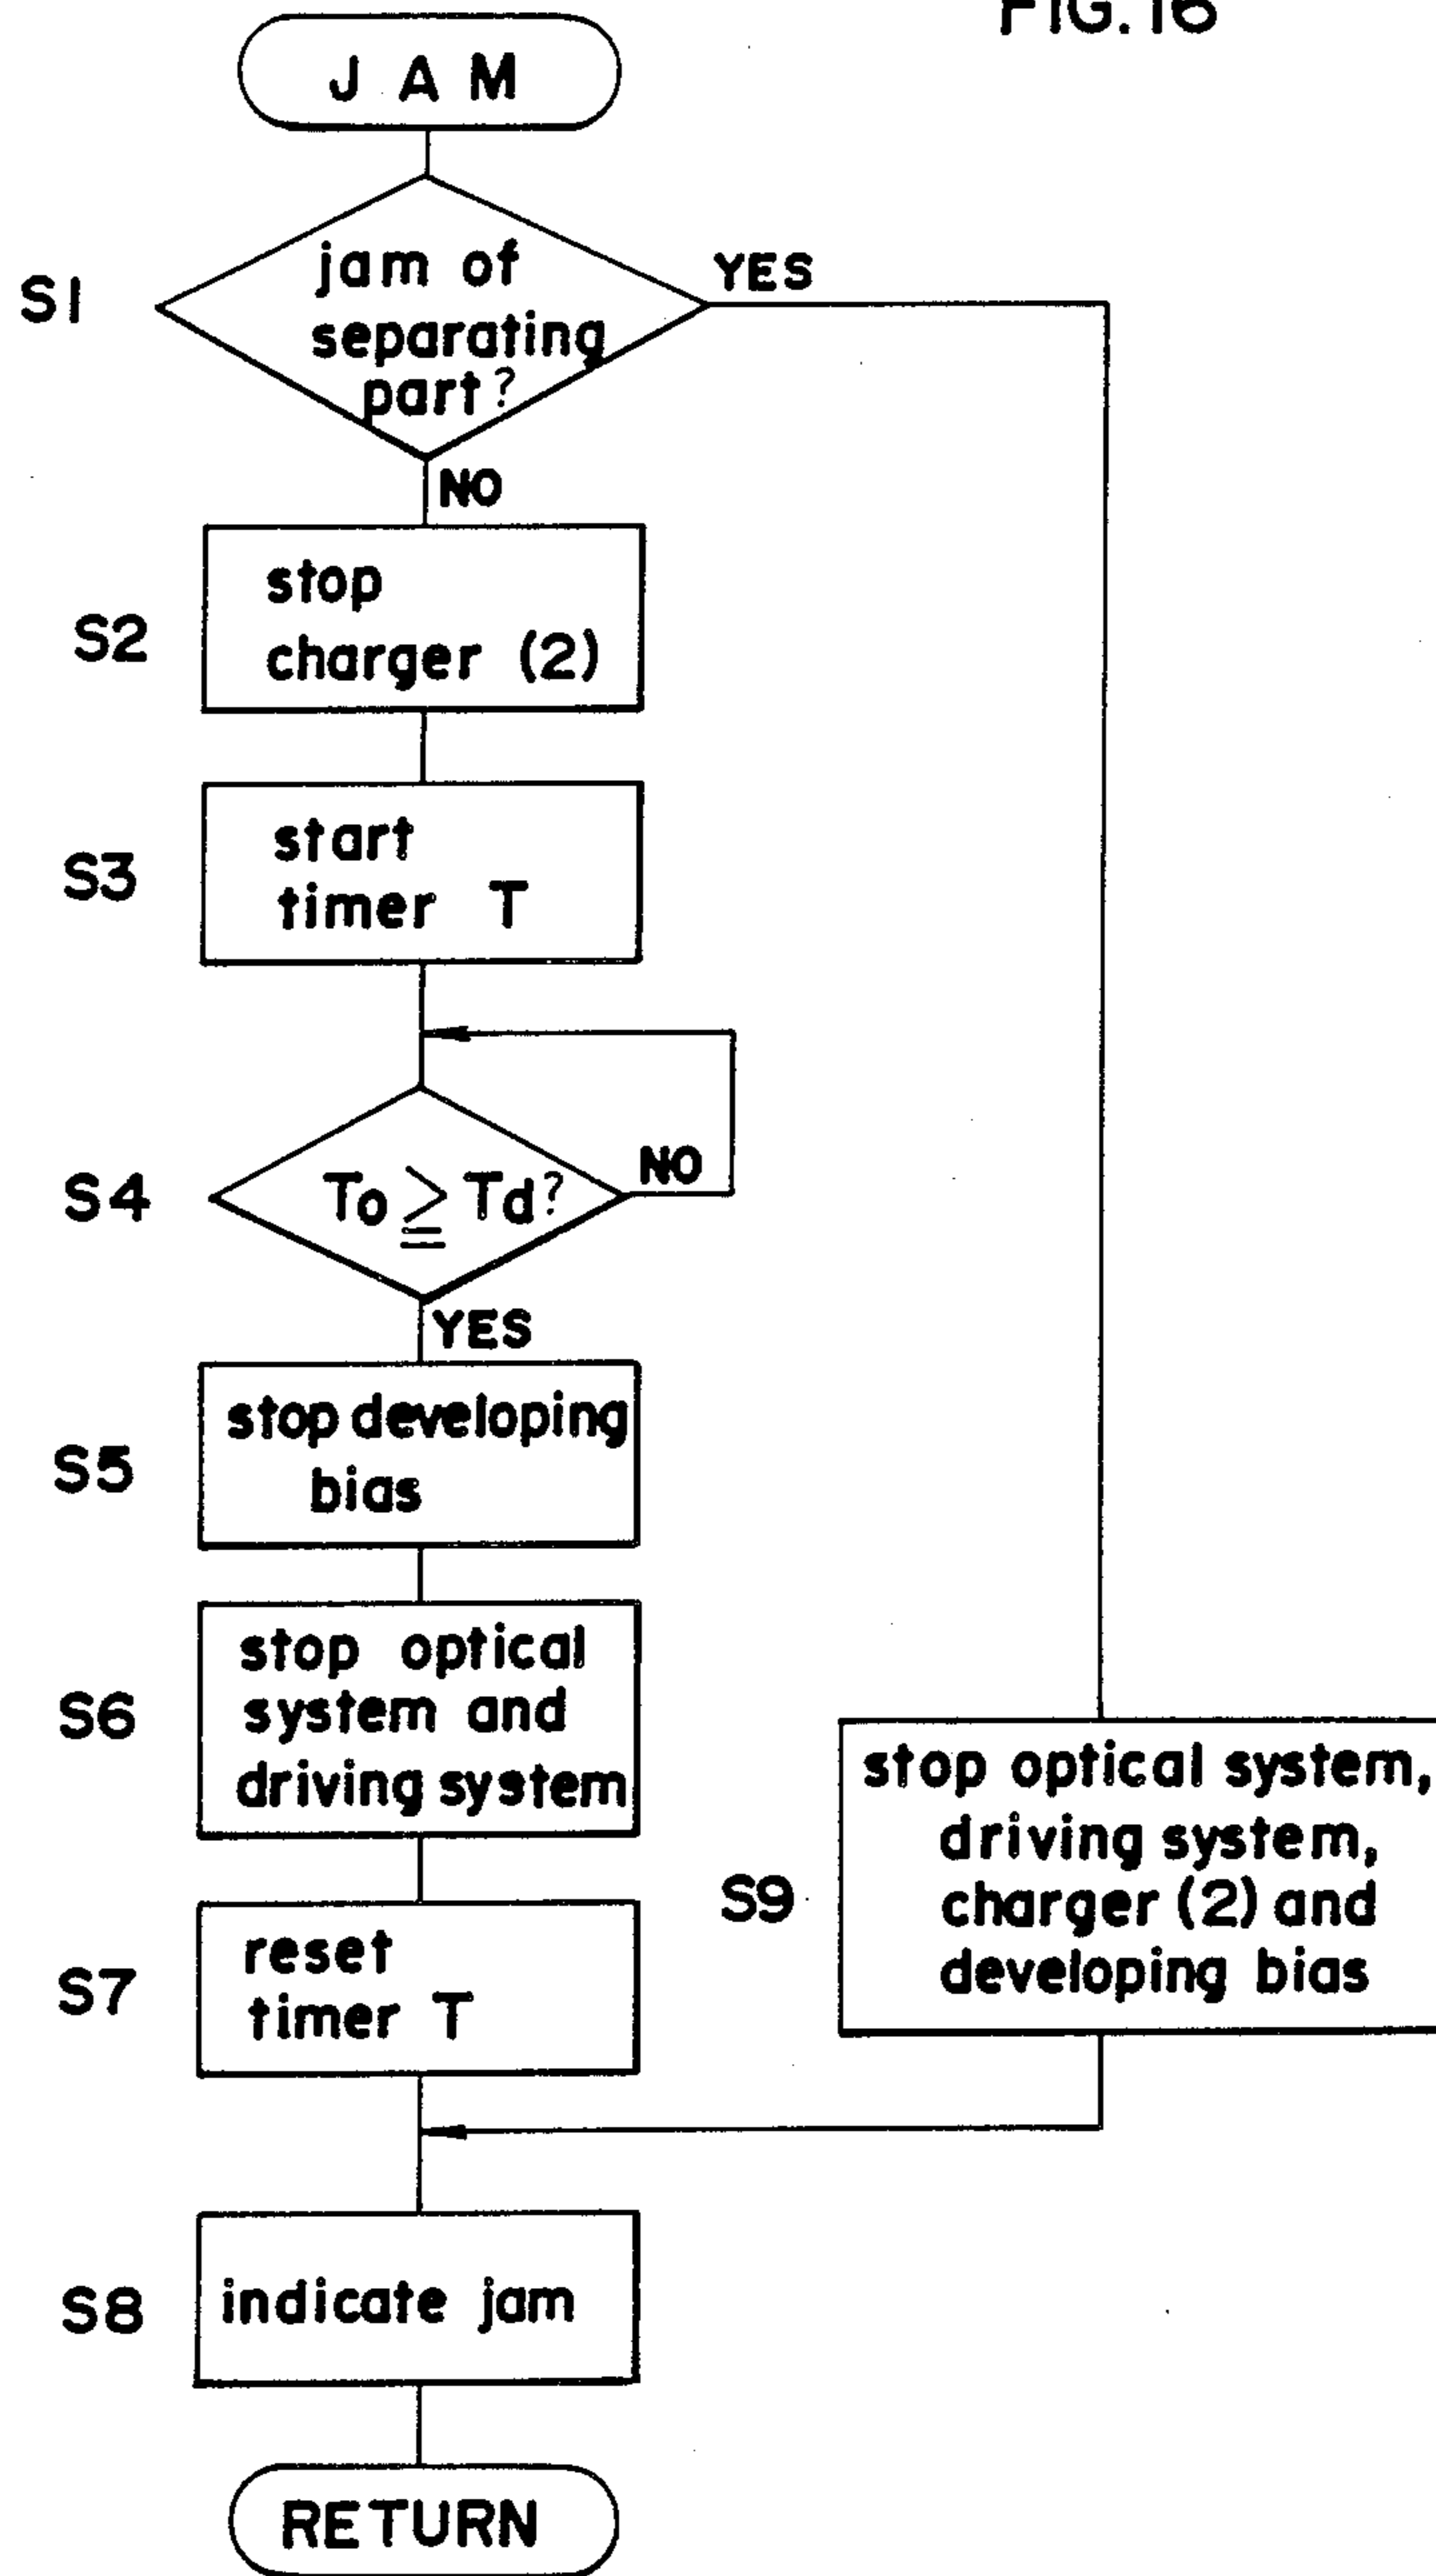 FIG. 16
JAM
S1
jam of
separating
part?
YES
NO
S2
stop
charger (2)
S3
start
timer T
S4
To ≧ Td?
NO
YES
S5
stop developing
bias
S6
stop optical
system and
driving system
S7
reset
timer T
S9
stop optical system,
driving system,
charger (2) and
developing bias
S8
indicate jam
RETURN